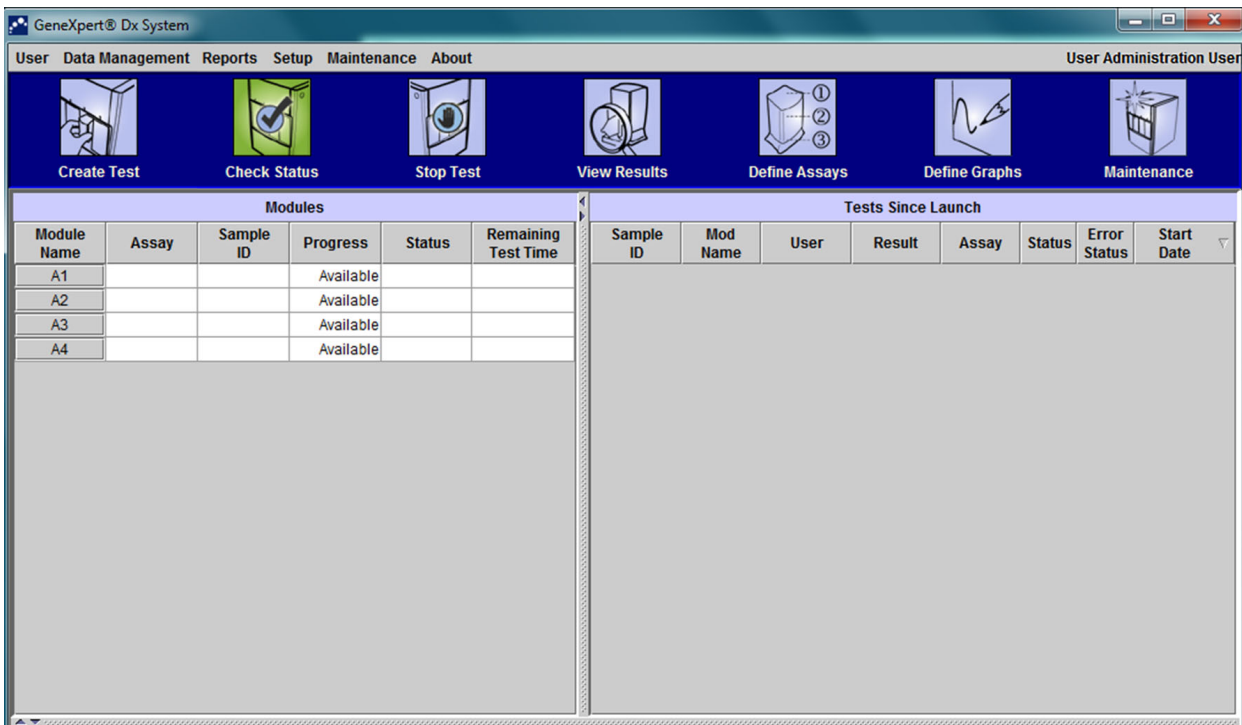 GeneXpert® Dx System
User Data Management Reports Setup Maintenance About User Administration User
① ② ③
Create Test Check Status Stop Test View Results Define Assays Define Graphs Maintenance
Modules
Module Name Assay Sample ID Progress Status Remaining Test Time
A1 Available
A2 Available
A3 Available
A4 Available
Tests Since Launch
Sample ID Mod Name User Result Assay Status Error Status Start Date